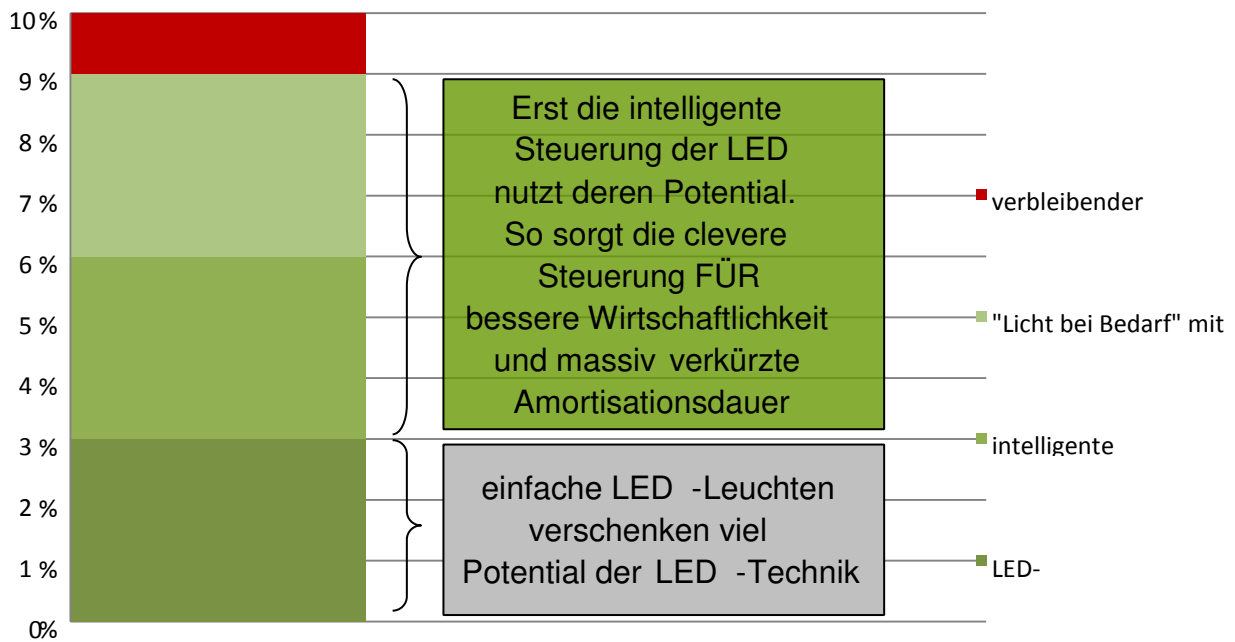 10 %
9 %
8 %
7 %
6 %
5 %
4 %
3 %
2 %
1 %
0%
Erst die intelligente
Steuerung der LED
nutzt deren Potential.
So sorgt die clevere
Steuerung FÜR
bessere Wirtschaftlichkeit
und massiv verkürzte
Amortisationsdauer
einfache LED -Leuchten
verschenken viel
Potential der LED -Technik
verbleibender
"Licht bei Bedarf" mit
intelligente
LED-